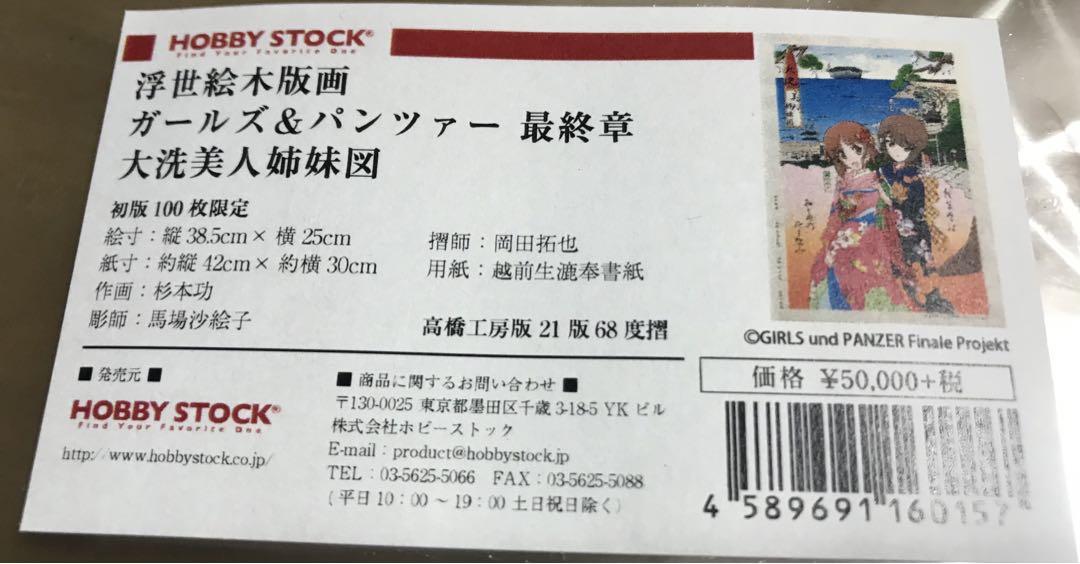 HOBBY STOCK®
Find Your Favorite One
浮世絵木版画
ガールズ&パンツァー 最終章
大洗美人姉妹図
初版100枚限定
絵寸：縦38.5cm× 横25cm
紙寸：約縦42cm× 約横30cm
作画：杉本功
彫師：馬場沙絵子
摺師：岡田拓也
用紙：越前生漉奉書紙
高橋工房版 21版68度摺
©GIRLS und PANZER Finale Projekt
価格 ¥50,000+税
■ 発売元 ■
HOBBY STOCK®
Find Your Favorite One
http://www.hobbystock.co.jp/
■ 商品に関するお問い合わせ ■
〒130-0025 東京都墨田区千歳3-18-5 YKビル
株式会社ホビーストック
E-mail：product@hobbystock.jp
TEL：03-5625-5066 FAX：03-5625-5088
(平日10：00～19：00 土日祝日除く)
4 589691 160157